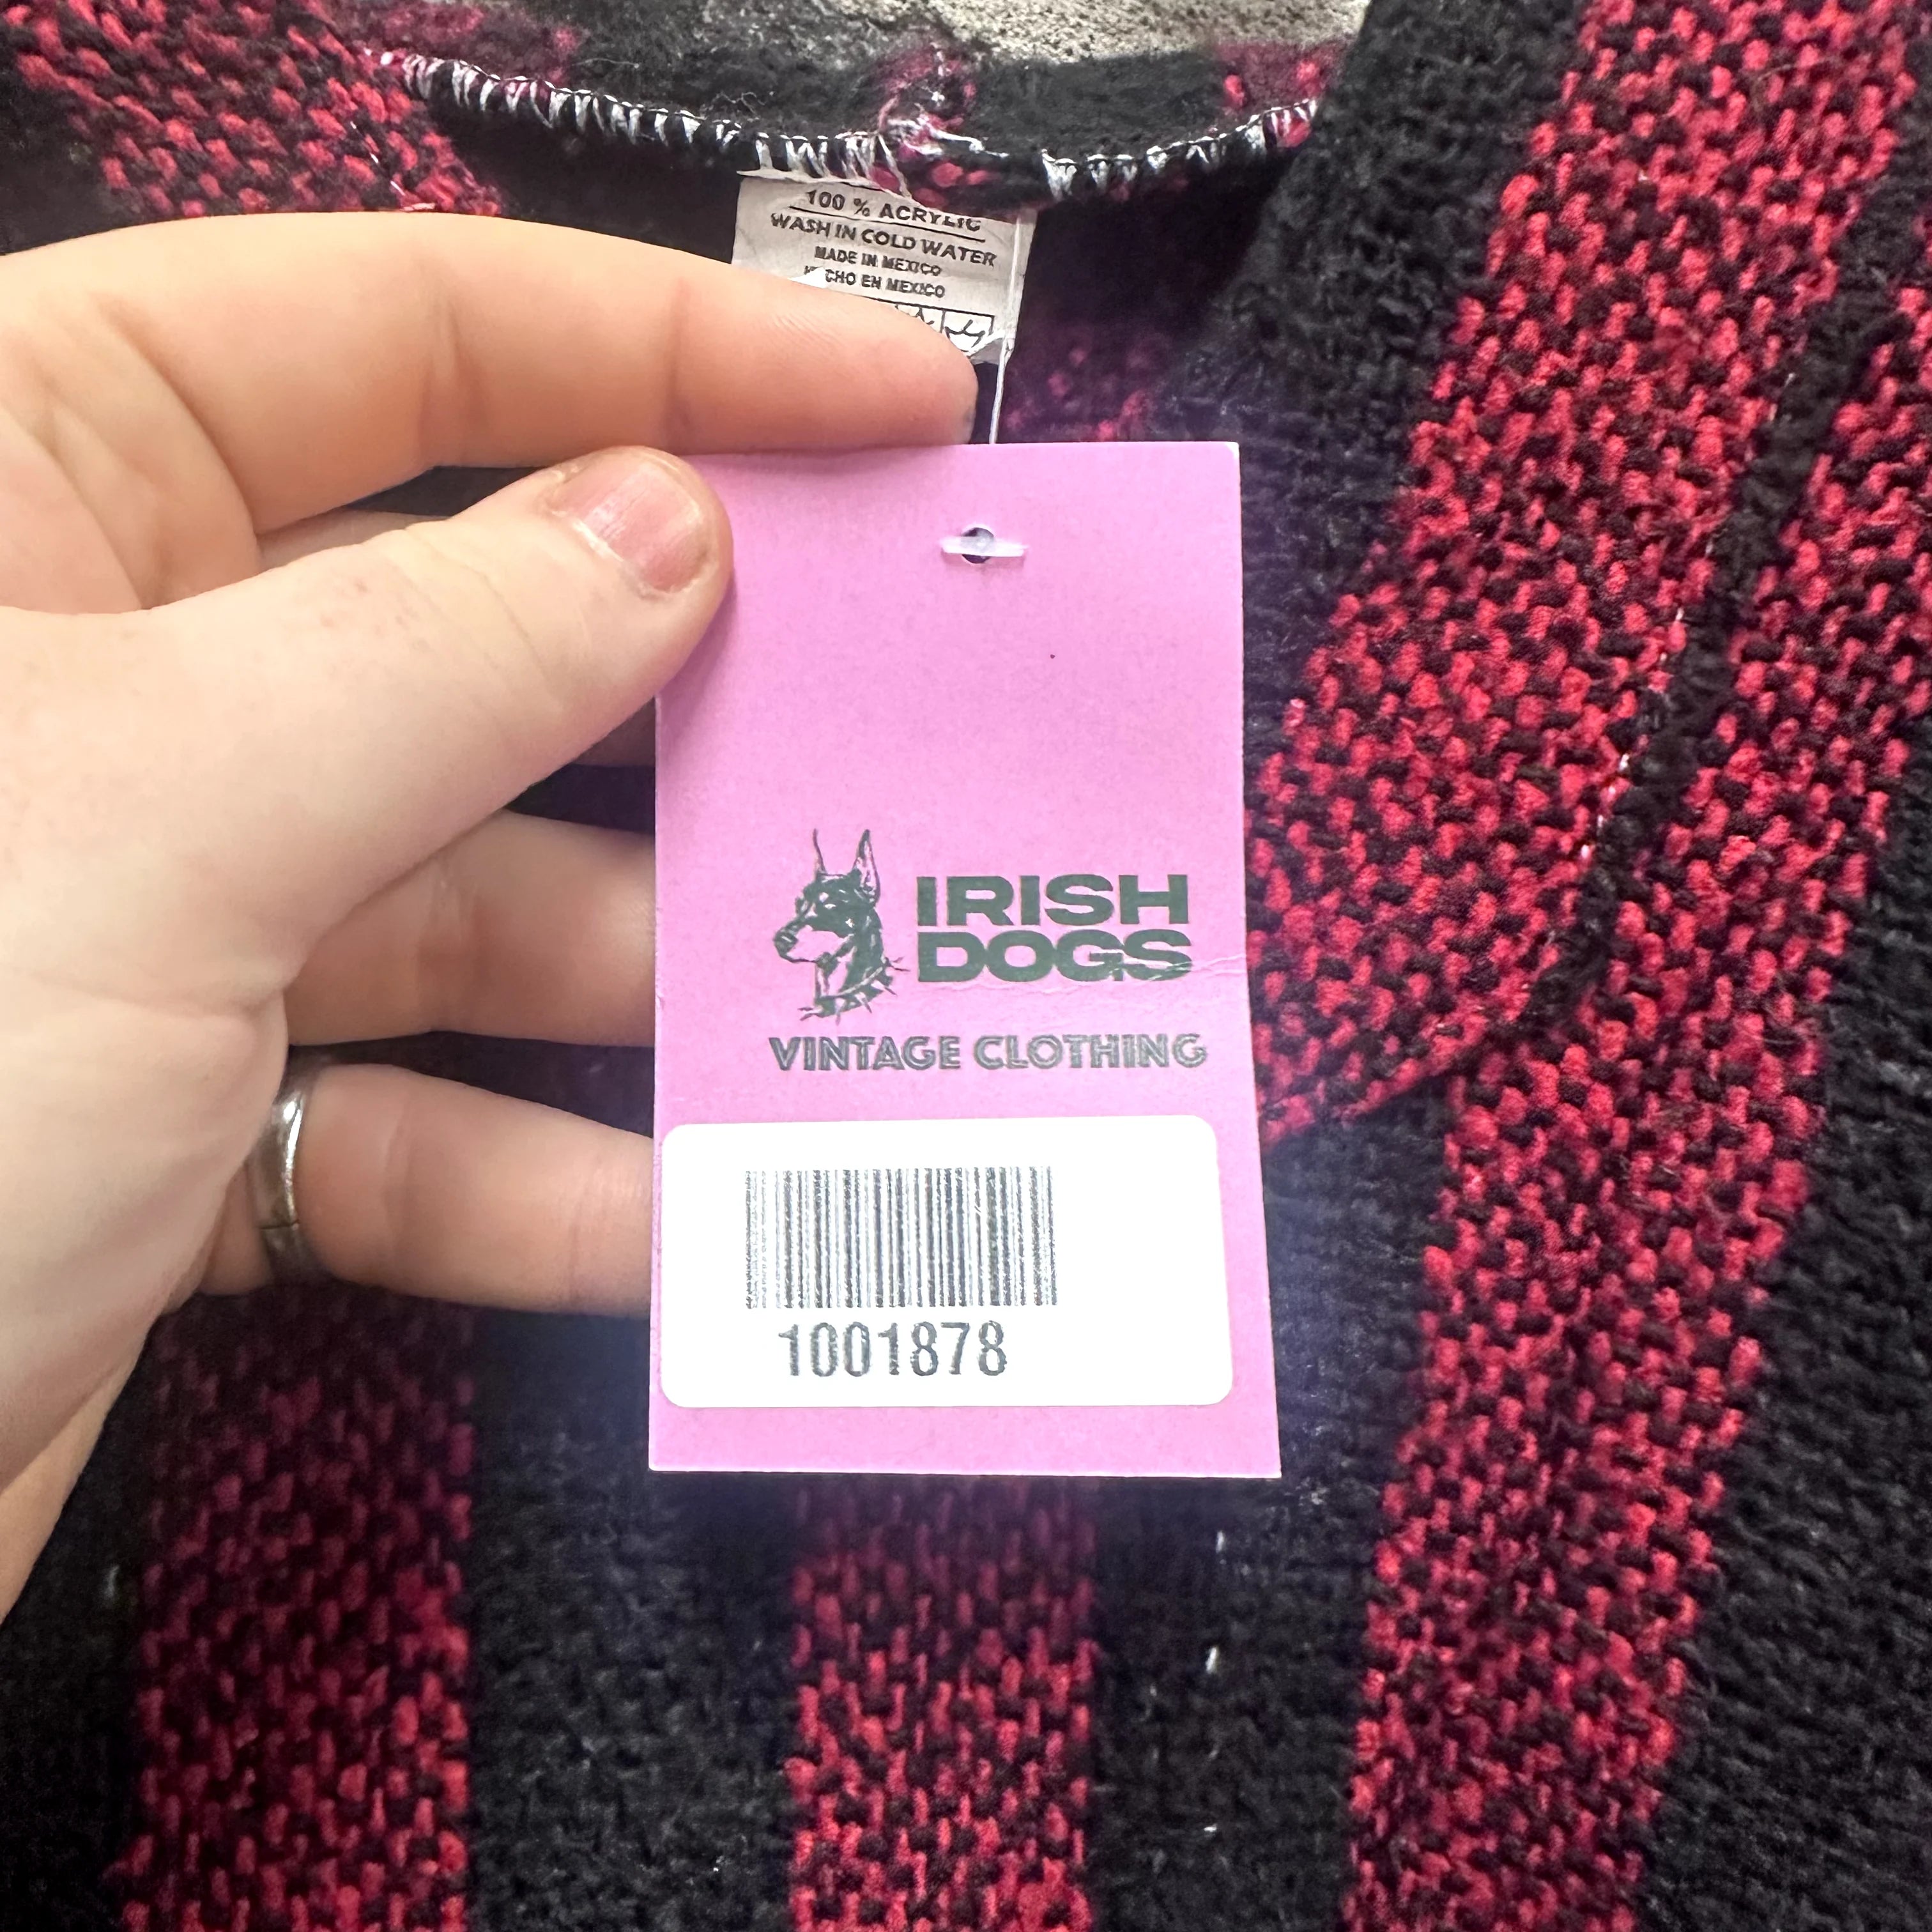 100 % ACRYLIC
WASH IN COLD WATER
MADE IN MEXICO
HECHO EN MEXICO
IRISH
DOGS
VINTAGE CLOTHING
1001878